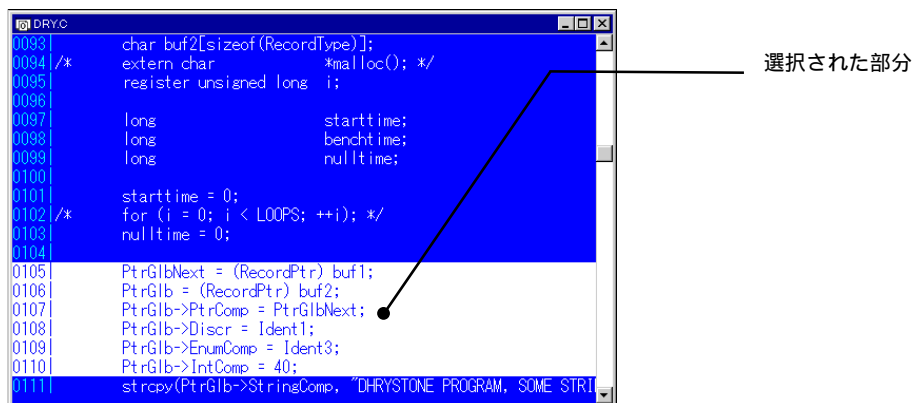 DRY.C
0093|	char buf2[sizeof(RecordType)];
0094|/*	extern char	*malloc(); */
0095|	register unsigned long	i;
0096|
0097|	long	starttime;
0098|	long	benchtime;
0099|	long	nulltime;
0100|
0101|	starttime = 0;
0102|/*	for (i = 0; i < LOOPS; ++i); */
0103|	nulltime = 0;
0104|
0105|	PtrGlbNext = (RecordPtr) buf1;
0106|	PtrGlb = (RecordPtr) buf2;
0107|	PtrGlb->PtrComp = PtrGlbNext;
0108|	PtrGlb->Discr = Ident1;
0109|	PtrGlb->EnumComp = Ident3;
0110|	PtrGlb->IntComp = 40;
0111|	strcpy(PtrGlb->StringComp, "DHRYSTONE PROGRAM, SOME STRI
選択された部分